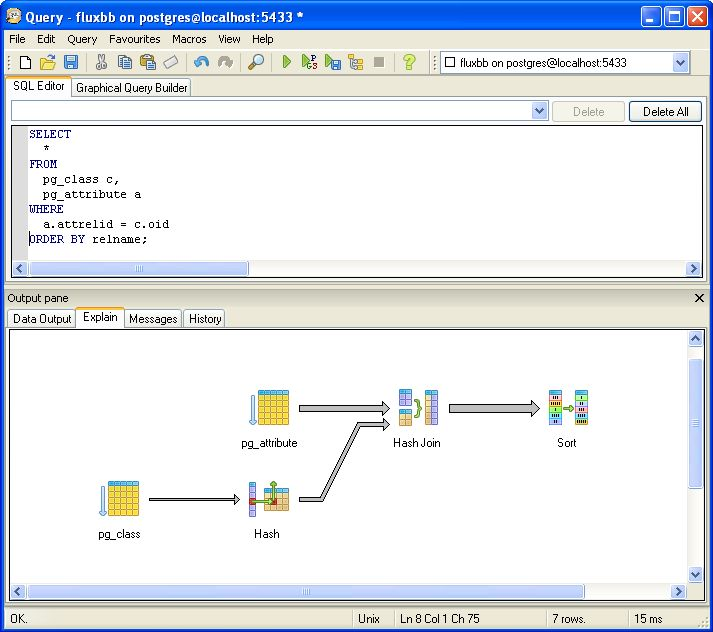 Query - fluxbb on postgres@localhost:5433 *
File Edit Query Favourites Macros View Help
fluxbb on postgres@localhost:5433
SQL Editor Graphical Query Builder
Delete Delete All
SELECT
*
FROM
pg_class c,
pg_attribute a
WHERE
a.attrelid = c.oid
ORDER BY relname;
Output pane
Data Output Explain Messages History
pg_attribute Hash Join Sort
pg_class Hash
OK. Unix Ln 8 Col 1 Ch 75 7 rows. 15 ms